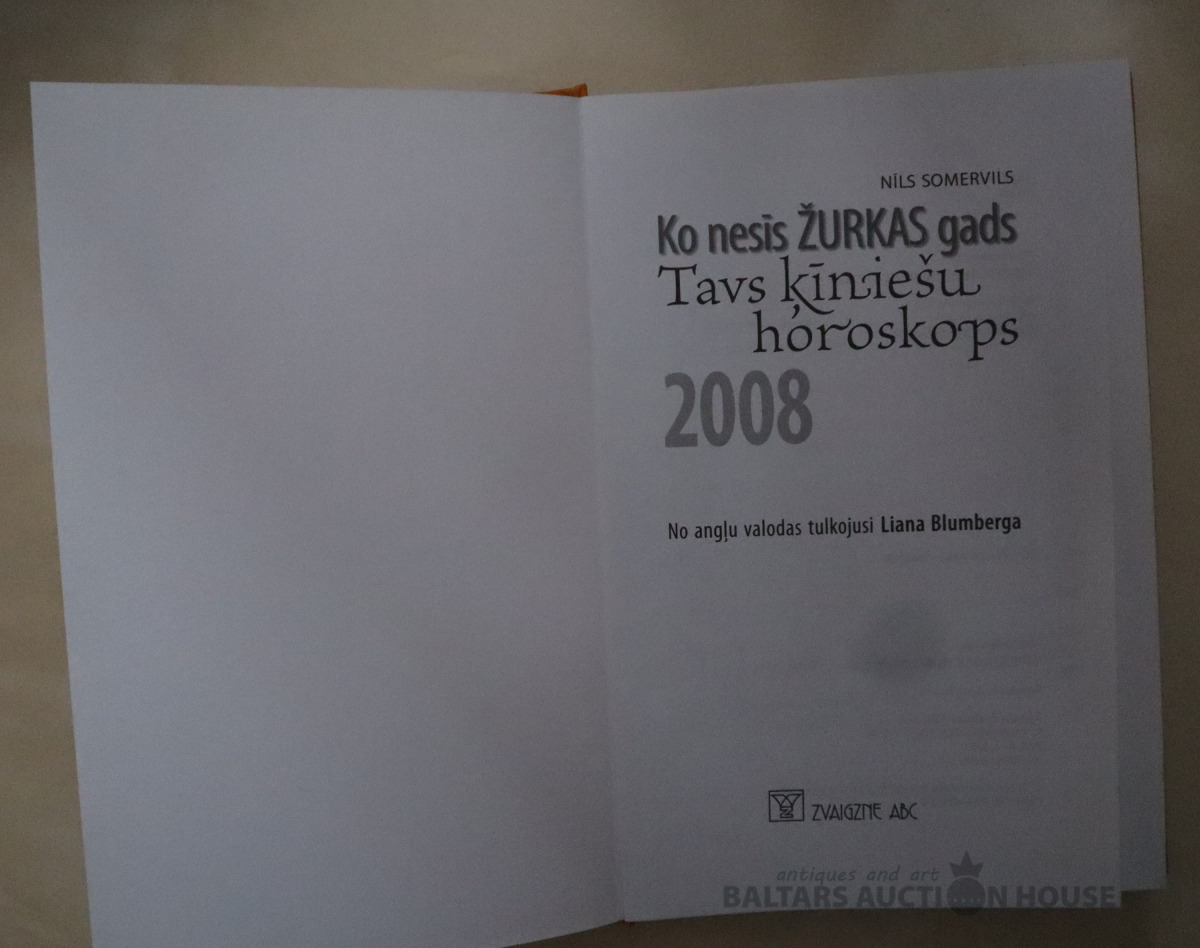 NĪLS SOMERVILS
Ko nesīs ŽURKAS gads
Tavs ķīniešu
horoskops
2008
No angļu valodas tulkojusi Liana Blumberga
ZVAIGZNE ABC
antiques and art
BALTARS AUCTION HOUSE